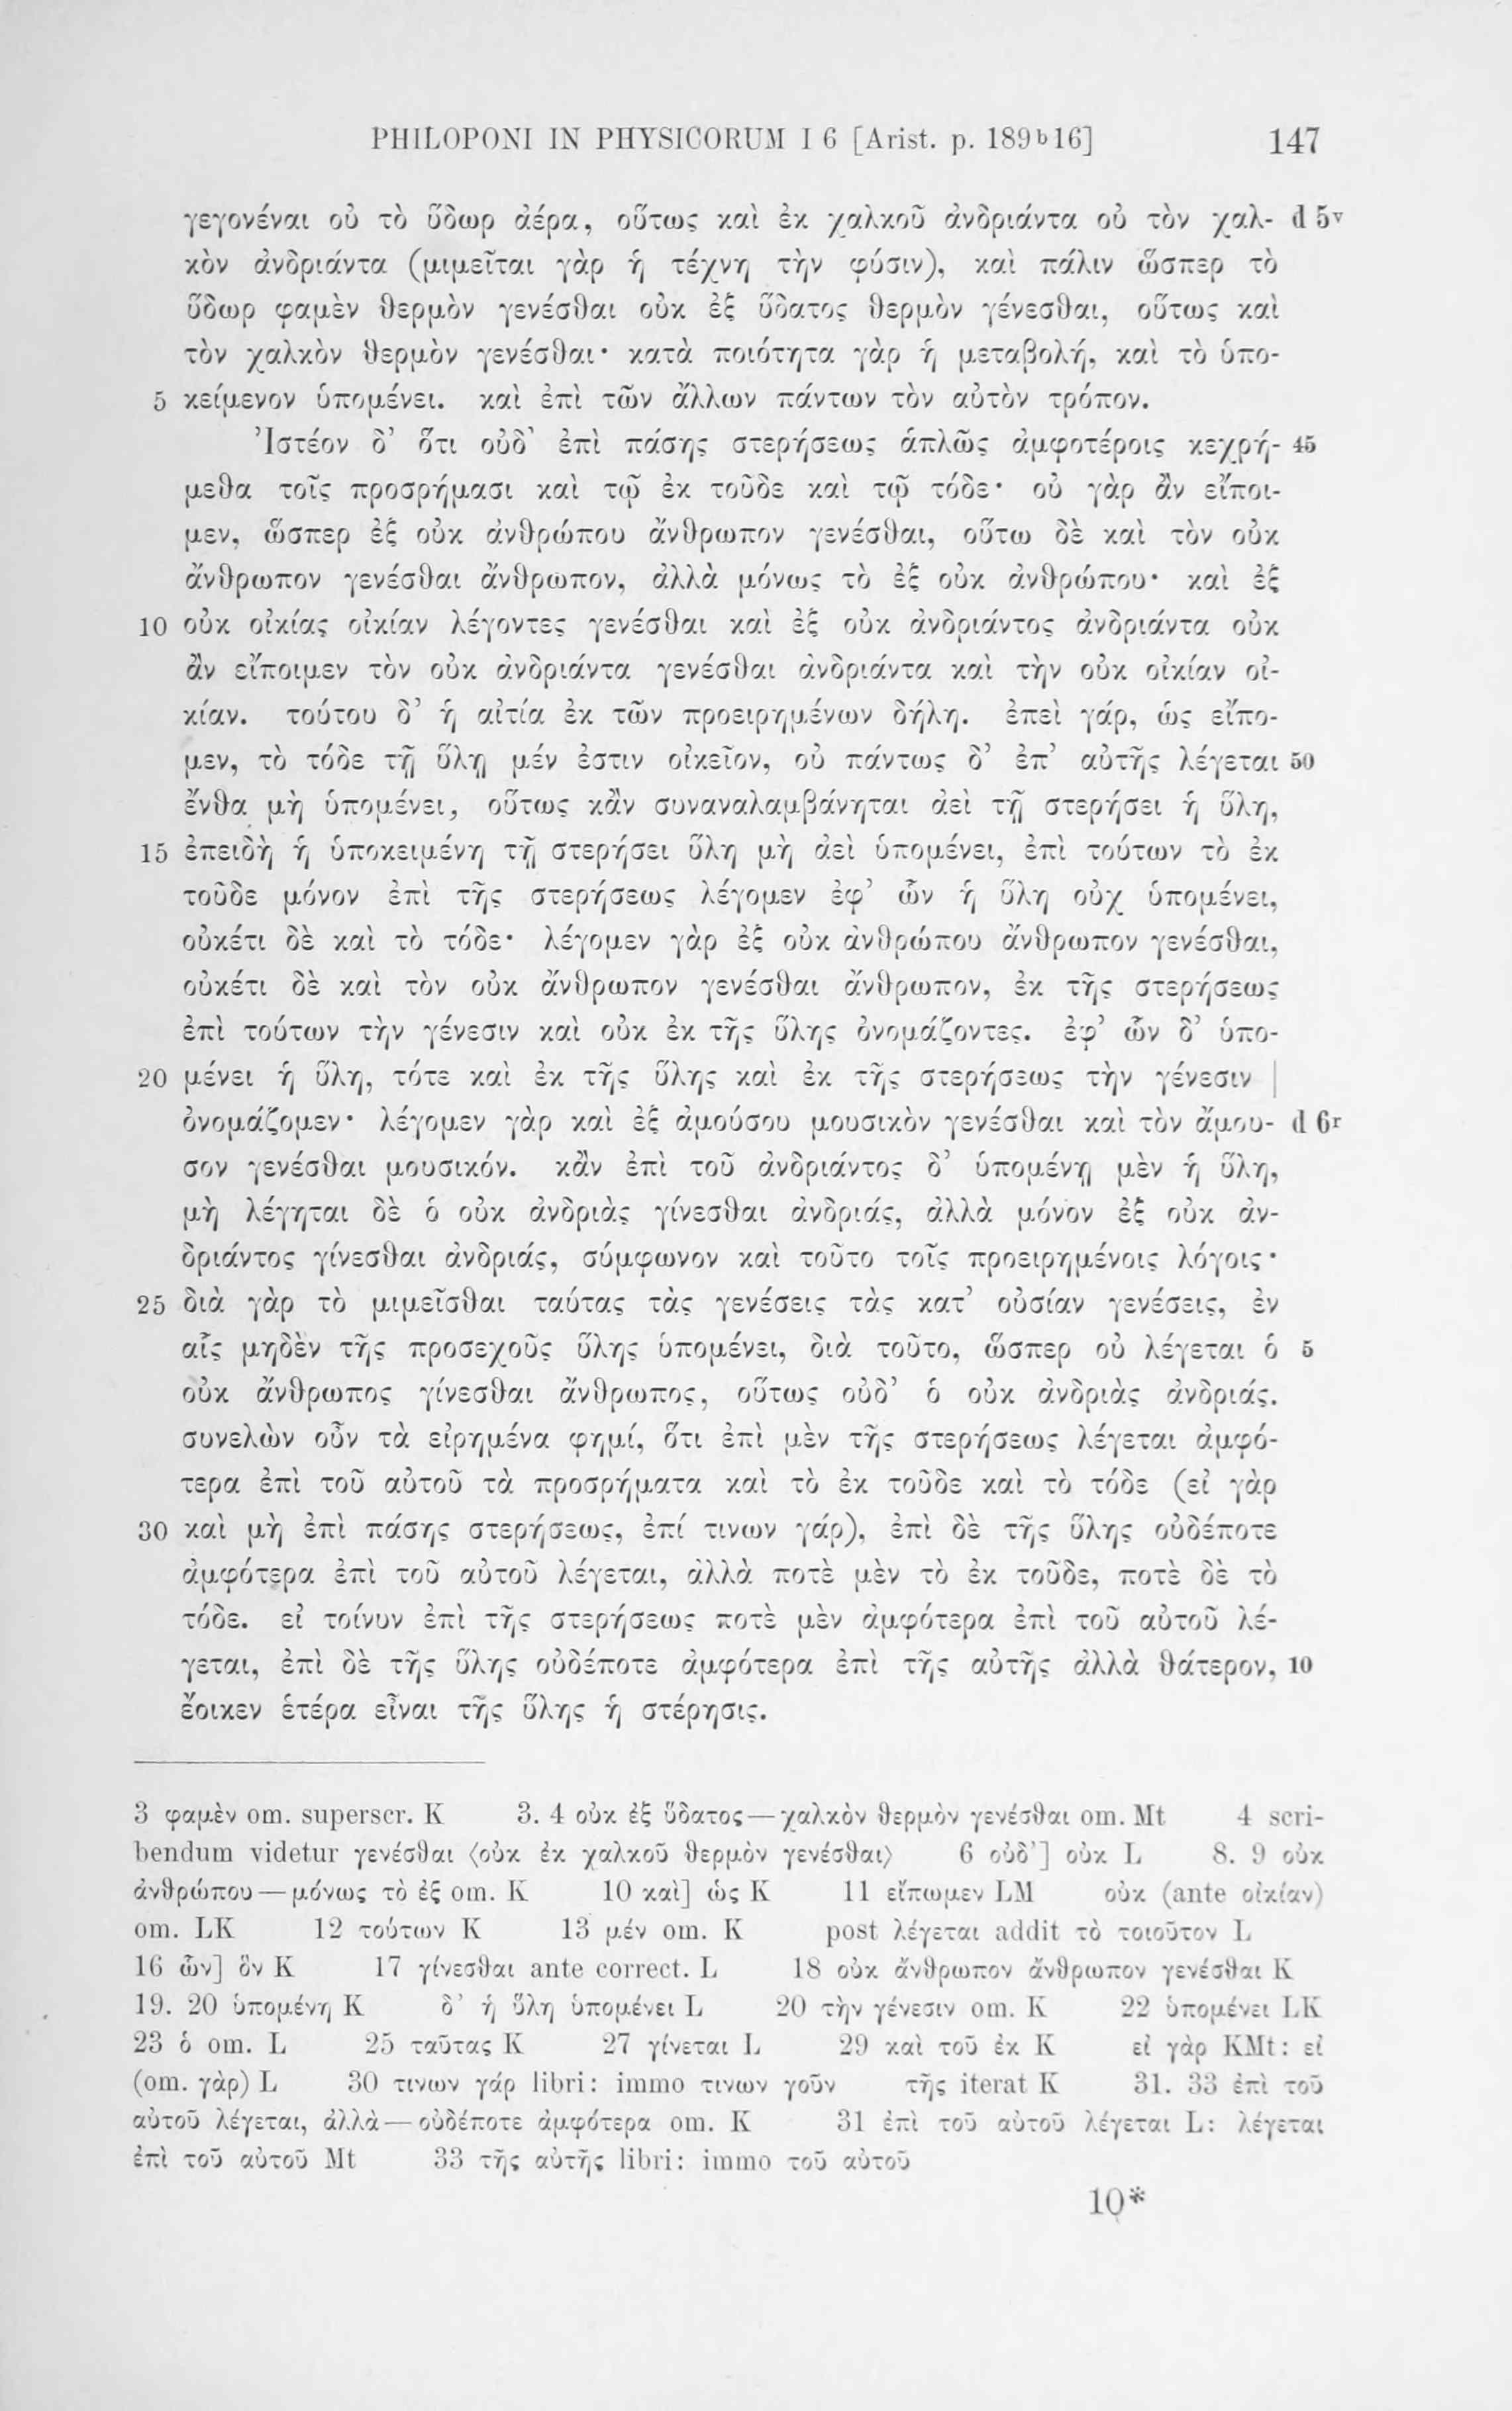 PHILOPONI IN PHYSICORUM I 6 [Arist. p. 189ᵇ16] 147
γεγονέναι οὐ τὸ ὕδωρ ἀέρα, οὕτως καὶ ἐκ χαλκοῦ ἀνδριάντα οὐ τὸν χαλ- d 5ᵛ
κὸν ἀνδριάντα (μιμεῖται γὰρ ἡ τέχνη τὴν φύσιν), καὶ πάλιν ὥσπερ τὸ
ὕδωρ φαμὲν θερμὸν γενέσθαι οὐκ ἐξ ὕδατος θερμὸν γένεσθαι, οὕτως καὶ
τὸν χαλκὸν θερμὸν γενέσθαι· κατὰ ποιότητα γὰρ ἡ μεταβολή, καὶ τὸ ὑπο-
5 κείμενον ὑπομένει. καὶ ἐπὶ τῶν ἄλλων πάντων τὸν αὐτὸν τρόπον.
Ἰστέον δ’ ὅτι οὐδ’ ἐπὶ πάσης στερήσεως ἁπλῶς ἀμφοτέροις κεχρή- 45
μεθα τοῖς προσρήμασι καὶ τῷ ἐκ τοῦδε καὶ τῷ τόδε· οὐ γὰρ ἂν εἴποι-
μεν, ὥσπερ ἐξ οὐκ ἀνθρώπου ἄνθρωπον γενέσθαι, οὕτω δὲ καὶ τὸν οὐκ
ἄνθρωπον γενέσθαι ἄνθρωπον, ἀλλὰ μόνως τὸ ἐξ οὐκ ἀνθρώπου· καὶ ἐξ
10 οὐκ οἰκίας οἰκίαν λέγοντες γενέσθαι καὶ ἐξ οὐκ ἀνδριάντος ἀνδριάντα οὐκ
ἂν εἴποιμεν τὸν οὐκ ἀνδριάντα γενέσθαι ἀνδριάντα καὶ τὴν οὐκ οἰκίαν οἰ-
κίαν. τούτου δ’ ἡ αἰτία ἐκ τῶν προειρημένων δήλη. ἐπεὶ γάρ, ὡς εἴπο-
μεν, τὸ τόδε τῇ ὕλῃ μέν ἐστιν οἰκεῖον, οὐ πάντως δ’ ἐπ’ αὐτῆς λέγεται 50
ἔνθα μὴ ὑπομένει, οὕτως κἂν συναναλαμβάνηται ἀεὶ τῇ στερήσει ἡ ὕλη,
15 ἐπειδὴ ἡ ὑποκειμένη τῇ στερήσει ὕλη μὴ ἀεὶ ὑπομένει, ἐπὶ τούτων τὸ ἐκ
τοῦδε μόνον ἐπὶ τῆς στερήσεως λέγομεν ἐφ’ ὧν ἡ ὕλη οὐχ ὑπομένει,
οὐκέτι δὲ καὶ τὸ τόδε· λέγομεν γὰρ ἐξ οὐκ ἀνθρώπου ἄνθρωπον γενέσθαι,
οὐκέτι δὲ καὶ τὸν οὐκ ἄνθρωπον γενέσθαι ἄνθρωπον, ἐκ τῆς στερήσεως
ἐπὶ τούτων τὴν γένεσιν καὶ οὐκ ἐκ τῆς ὕλης ὀνομάζοντες. ἐφ’ ὧν δ’ ὑπο-
20 μένει ἡ ὕλη, τότε καὶ ἐκ τῆς ὕλης καὶ ἐκ τῆς στερήσεως τὴν γένεσιν |
ὀνομάζομεν· λέγομεν γὰρ καὶ ἐξ ἀμούσου μουσικὸν γενέσθαι καὶ τὸν ἄμου- d 6ʳ
σον γενέσθαι μουσικόν. κἂν ἐπὶ τοῦ ἀνδριάντος δ’ ὑπομένῃ μὲν ἡ ὕλη,
μὴ λέγηται δὲ ὁ οὐκ ἀνδριὰς γίνεσθαι ἀνδριάς, ἀλλὰ μόνον ἐξ οὐκ ἀν-
δριάντος γίνεσθαι ἀνδριάς, σύμφωνον καὶ τοῦτο τοῖς προειρημένοις λόγοις·
25 διὰ γὰρ τὸ μιμεῖσθαι ταύτας τὰς γενέσεις τὰς κατ’ οὐσίαν γενέσεις, ἐν
αἷς μηδὲν τῆς προσεχοῦς ὕλης ὑπομένει, διὰ τοῦτο, ὥσπερ οὐ λέγεται ὁ 5
οὐκ ἄνθρωπος γίνεσθαι ἄνθρωπος, οὕτως οὐδ’ ὁ οὐκ ἀνδριὰς ἀνδριάς.
συνελὼν οὖν τὰ εἰρημένα φημί, ὅτι ἐπὶ μὲν τῆς στερήσεως λέγεται ἀμφό-
τερα ἐπὶ τοῦ αὐτοῦ τὰ προσρήματα καὶ τὸ ἐκ τοῦδε καὶ τὸ τόδε (εἰ γὰρ
30 καὶ μὴ ἐπὶ πάσης στερήσεως, ἐπί τινων γάρ), ἐπὶ δὲ τῆς ὕλης οὐδέποτε
ἀμφότερα ἐπὶ τοῦ αὐτοῦ λέγεται, ἀλλὰ ποτὲ μὲν τὸ ἐκ τοῦδε, ποτὲ δὲ τὸ
τόδε. εἰ τοίνυν ἐπὶ τῆς στερήσεως ποτὲ μὲν ἀμφότερα ἐπὶ τοῦ αὐτοῦ λέ-
γεται, ἐπὶ δὲ τῆς ὕλης οὐδέποτε ἀμφότερα ἐπὶ τῆς αὐτῆς ἀλλὰ θάτερον, 10
ἔοικεν ἑτέρα εἶναι τῆς ὕλης ἡ στέρησις.
3 φαμὲν om. superscr. K 3. 4 οὐκ ἐξ ὕδατος—χαλκὸν θερμὸν γενέσθαι om. Mt 4 scri-
bendum videtur γενέσθαι ⟨οὐκ ἐκ χαλκοῦ θερμὸν γενέσθαι⟩ 6 οὐδ’] οὐκ L 8. 9 οὐκ
ἀνθρώπου—μόνως τὸ ἐξ om. K 10 καὶ] ὡς K 11 εἴπωμεν LM οὐκ (ante οἰκίαν)
om. LK 12 τούτων K 13 μέν om. K post λέγεται addit τὸ τοιοῦτον L
16 ὧν] ὃν K 17 γίνεσθαι ante correct. L 18 οὐκ ἄνθρωπον ἄνθρωπον γενέσθαι K
19. 20 ὑπομένη K δ’ ἡ ὕλη ὑπομένει L 20 τὴν γένεσιν om. K 22 ὑπομένει LK
23 ὁ om. L 25 ταῦτας K 27 γίνεται L 29 καὶ τοῦ ἐκ K εἰ γὰρ KMt: εἰ
(om. γὰρ) L 30 τινων γάρ libri: immo τινων γοῦν τῆς iterat K 31. 33 ἐπὶ τοῦ
αὐτοῦ λέγεται, ἀλλὰ—οὐδέποτε ἀμφότερα om. K 31 ἐπὶ τοῦ αὐτοῦ λέγεται L: λέγεται
ἐπὶ τοῦ αὐτοῦ Mt 33 τῆς αὐτῆς libri: immo τοῦ αὐτοῦ
10*